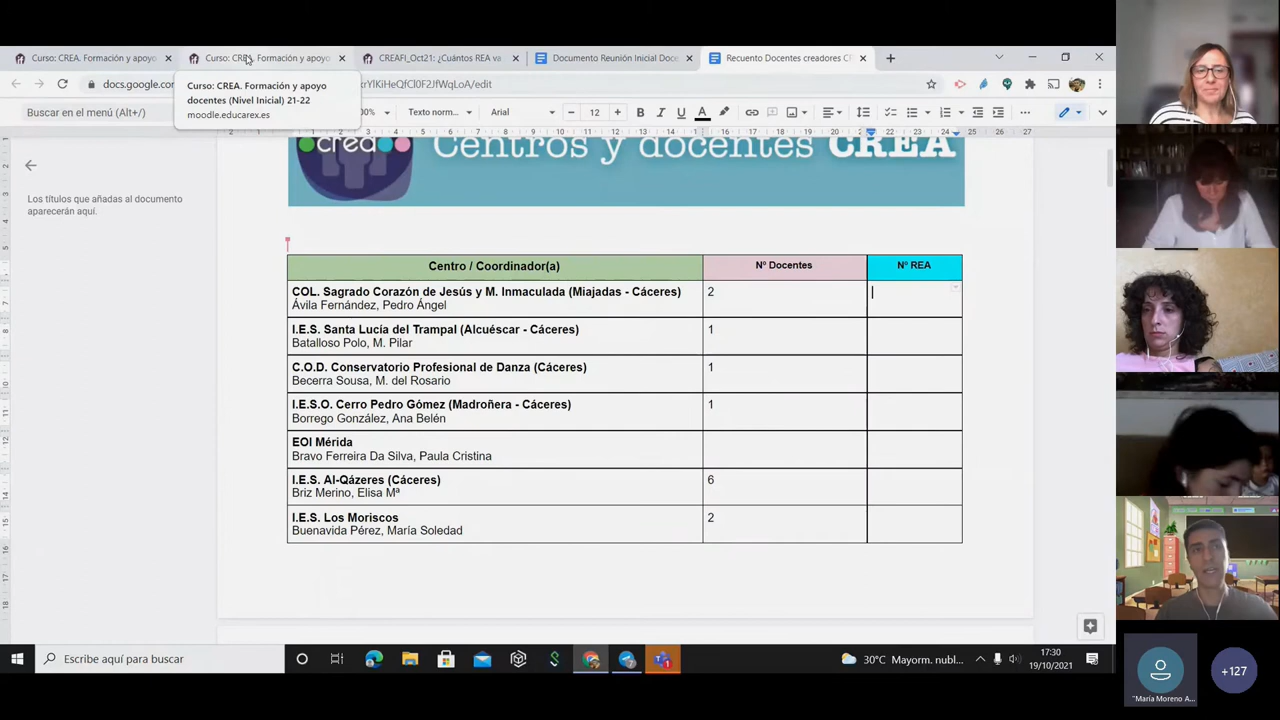 Curso: CREA. Formación y apoyo
Curso: CREA. Formación y apoyo
CREAFI_Oct21: ¿Cuántos REA va
Documento Reunión Inicial Doce
Recuento Docentes creadores CR
docs.google.com
kRiHeQfCl0F2JfWqLoA/edit
Curso: CREA. Formación y apoyo
docentes (Nivel Inicial) 21-22
moodle.educarex.es
Buscar en el menú (Alt+/)
00%
Texto norm...
Arial
12
Los títulos que añadas al documento
aparecerán aquí.
crea
Centros y docentes CREA
Centro / Coordinador(a)
Nº Docentes
Nº REA
COL. Sagrado Corazón de Jesús y M. Inmaculada (Miajadas - Cáceres)
Ávila Fernández, Pedro Ángel
2
I.E.S. Santa Lucía del Trampal (Alcuéscar - Cáceres)
Batalloso Polo, M. Pilar
1
C.O.D. Conservatorio Profesional de Danza (Cáceres)
Becerra Sousa, M. del Rosario
1
I.E.S.O. Cerro Pedro Gómez (Madroñera - Cáceres)
Borrego González, Ana Belén
1
EOI Mérida
Bravo Ferreira Da Silva, Paula Cristina
I.E.S. Al-Qázeres (Cáceres)
Briz Merino, Elisa Mª
6
I.E.S. Los Moriscos
Buenavida Pérez, María Soledad
2
Escribe aquí para buscar
30°C Mayorm. nubl...
17:30
19/10/2021
"María Moreno A...
+127